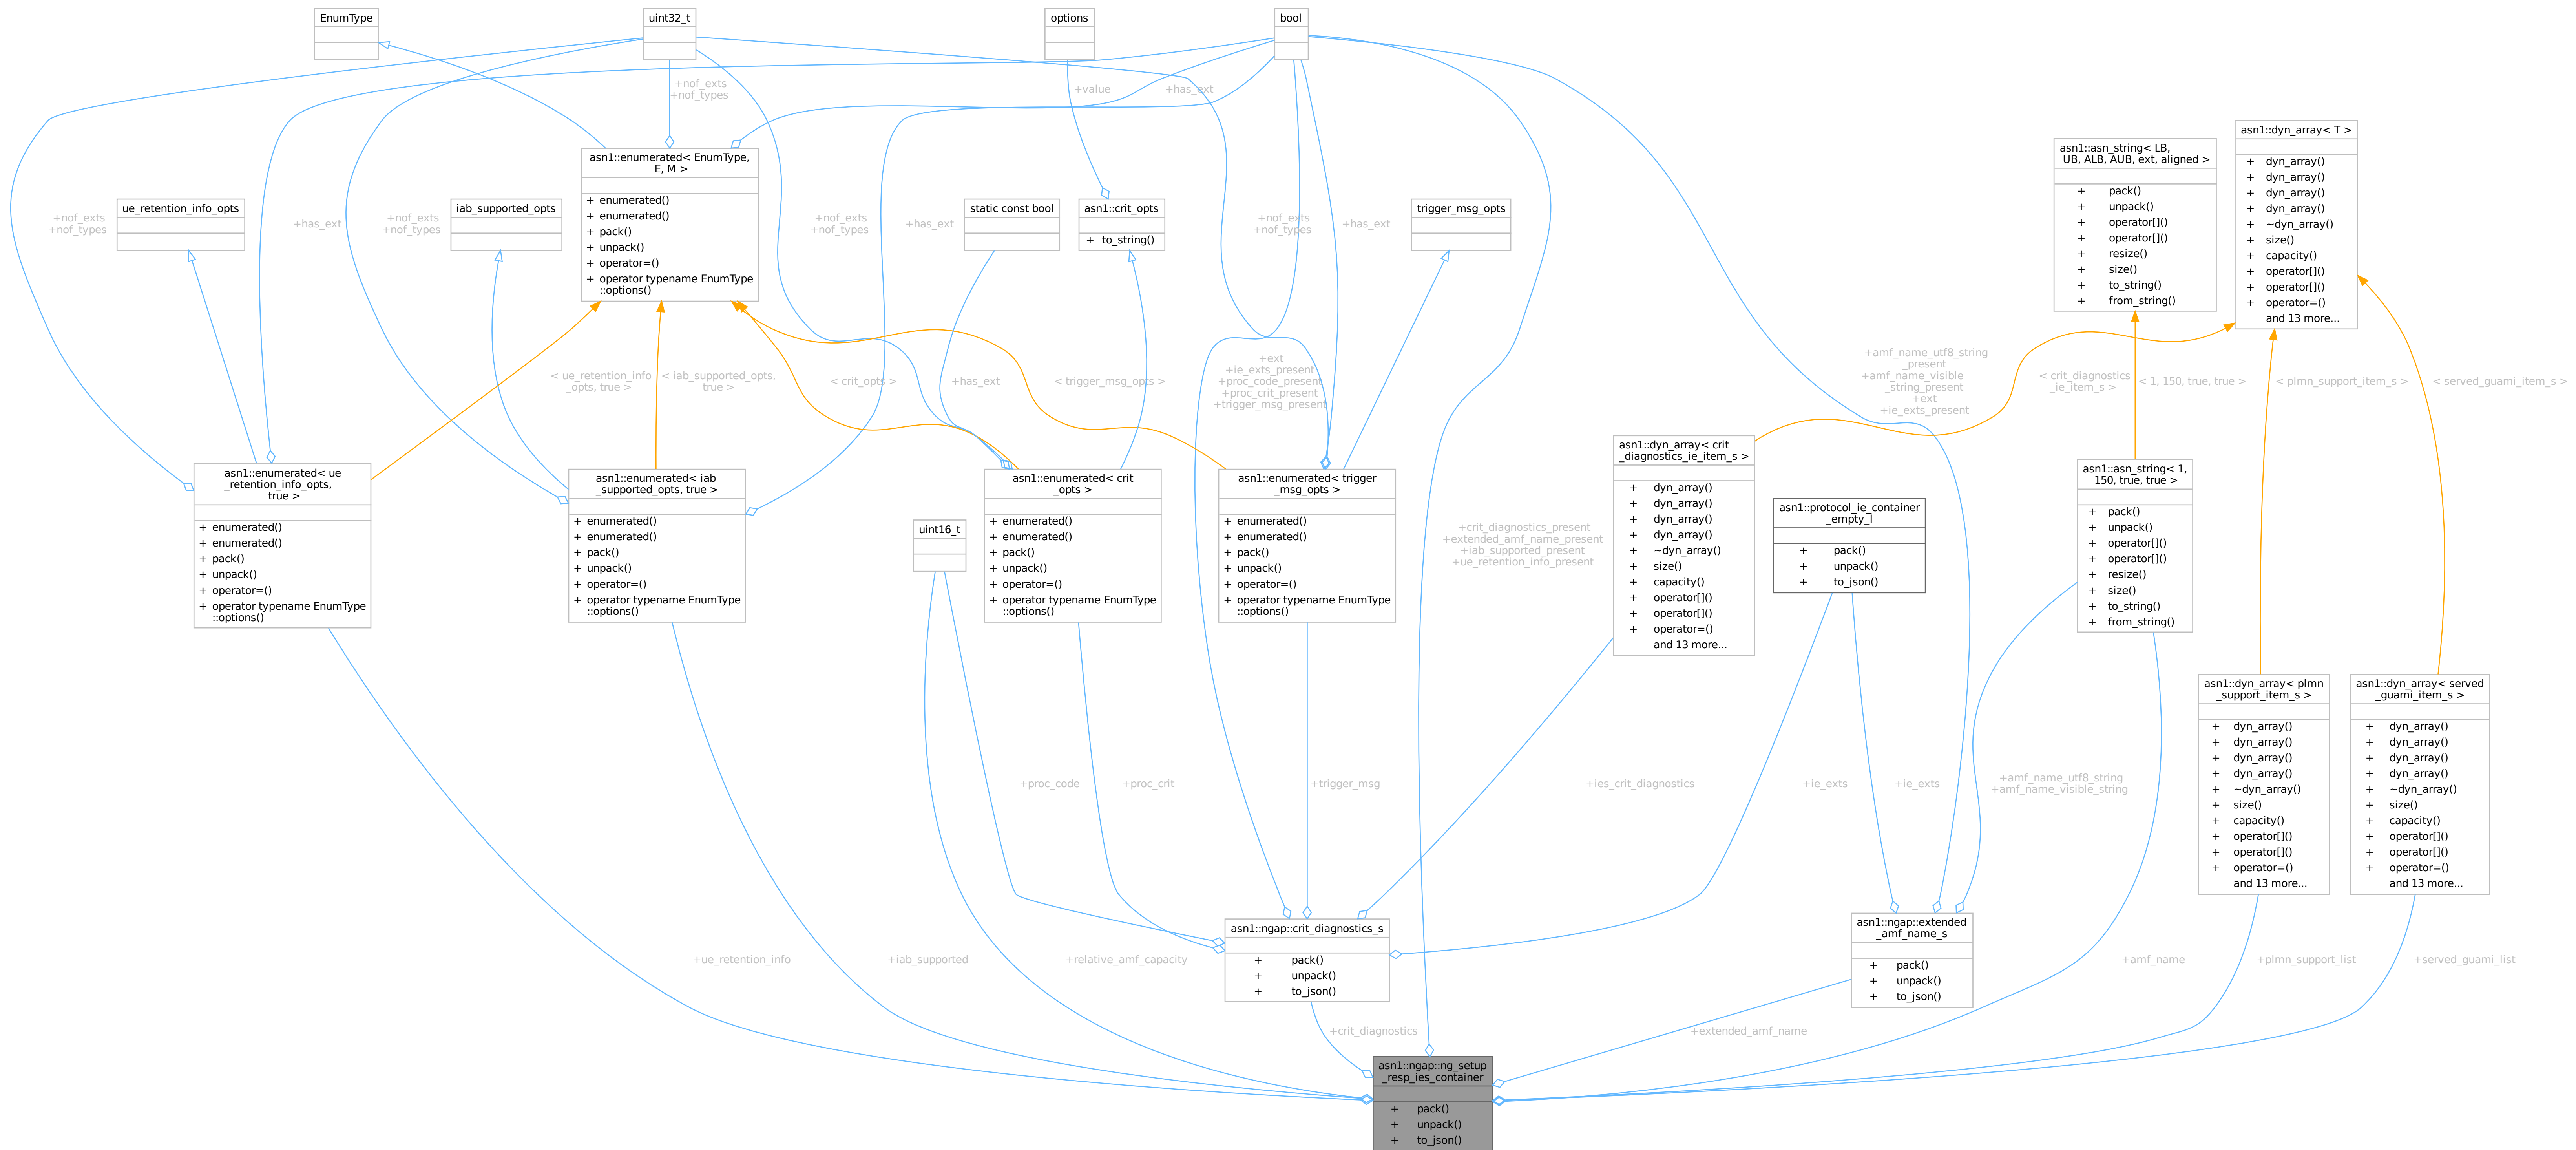 EnumType
uint32_t
options
bool
+nof_exts
+nof_types
+value
+has_ext
asn1::dyn_array< T >
+ dyn_array()
+ dyn_array()
+ dyn_array()
+ dyn_array()
+ ~dyn_array()
+ size()
+ capacity()
+ operator[]()
+ operator[]()
+ operator=()
and 13 more...
asn1::asn_string< LB,
UB, ALB, AUB, ext, aligned >
+ pack()
+ unpack()
+ operator[]()
+ operator[]()
+ resize()
+ size()
+ to_string()
+ from_string()
asn1::enumerated< EnumType,
E, M >
+ enumerated()
+ enumerated()
+ pack()
+ unpack()
+ operator=()
+ operator typename EnumType
::options()
ue_retention_info_opts
iab_supported_opts
static const bool
asn1::crit_opts
+ to_string()
trigger_msg_opts
+nof_exts
+nof_types
+has_ext
+nof_exts
+nof_types
+nof_exts
+nof_types
+has_ext
+nof_exts
+nof_types
+has_ext
< ue_retention_info
_opts, true >
< iab_supported_opts,
true >
< crit_opts >
+has_ext
< trigger_msg_opts >
+ext
+ie_exts_present
+proc_code_present
+proc_crit_present
+trigger_msg_present
+amf_name_utf8_string
_present
+amf_name_visible
_string_present
+ext
+ie_exts_present
< crit_diagnostics
_ie_item_s >
< 1, 150, true, true >
< plmn_support_item_s >
< served_guami_item_s >
asn1::enumerated< ue
_retention_info_opts,
true >
+ enumerated()
+ enumerated()
+ pack()
+ unpack()
+ operator=()
+ operator typename EnumType
::options()
asn1::enumerated< iab
_supported_opts, true >
+ enumerated()
+ enumerated()
+ pack()
+ unpack()
+ operator=()
+ operator typename EnumType
::options()
uint16_t
asn1::enumerated< crit
_opts >
+ enumerated()
+ enumerated()
+ pack()
+ unpack()
+ operator=()
+ operator typename EnumType
::options()
asn1::enumerated< trigger
_msg_opts >
+ enumerated()
+ enumerated()
+ pack()
+ unpack()
+ operator=()
+ operator typename EnumType
::options()
+crit_diagnostics_present
+extended_amf_name_present
+iab_supported_present
+ue_retention_info_present
asn1::dyn_array< crit
_diagnostics_ie_item_s >
+ dyn_array()
+ dyn_array()
+ dyn_array()
+ dyn_array()
+ ~dyn_array()
+ size()
+ capacity()
+ operator[]()
+ operator[]()
+ operator=()
and 13 more...
asn1::protocol_ie_container
_empty_l
+ pack()
+ unpack()
+ to_json()
asn1::asn_string< 1,
150, true, true >
+ pack()
+ unpack()
+ operator[]()
+ operator[]()
+ resize()
+ size()
+ to_string()
+ from_string()
asn1::dyn_array< plmn
_support_item_s >
+ dyn_array()
+ dyn_array()
+ dyn_array()
+ dyn_array()
+ ~dyn_array()
+ size()
+ capacity()
+ operator[]()
+ operator[]()
+ operator=()
and 13 more...
asn1::dyn_array< served
_guami_item_s >
+ dyn_array()
+ dyn_array()
+ dyn_array()
+ dyn_array()
+ ~dyn_array()
+ size()
+ capacity()
+ operator[]()
+ operator[]()
+ operator=()
and 13 more...
+proc_code
+proc_crit
+trigger_msg
+ies_crit_diagnostics
+ie_exts
+ie_exts
+amf_name_utf8_string
+amf_name_visible_string
asn1::ngap::crit_diagnostics_s
+ pack()
+ unpack()
+ to_json()
asn1::ngap::extended
_amf_name_s
+ pack()
+ unpack()
+ to_json()
+ue_retention_info
+iab_supported
+relative_amf_capacity
+amf_name
+plmn_support_list
+served_guami_list
+crit_diagnostics
+extended_amf_name
asn1::ngap::ng_setup
_resp_ies_container
+ pack()
+ unpack()
+ to_json()